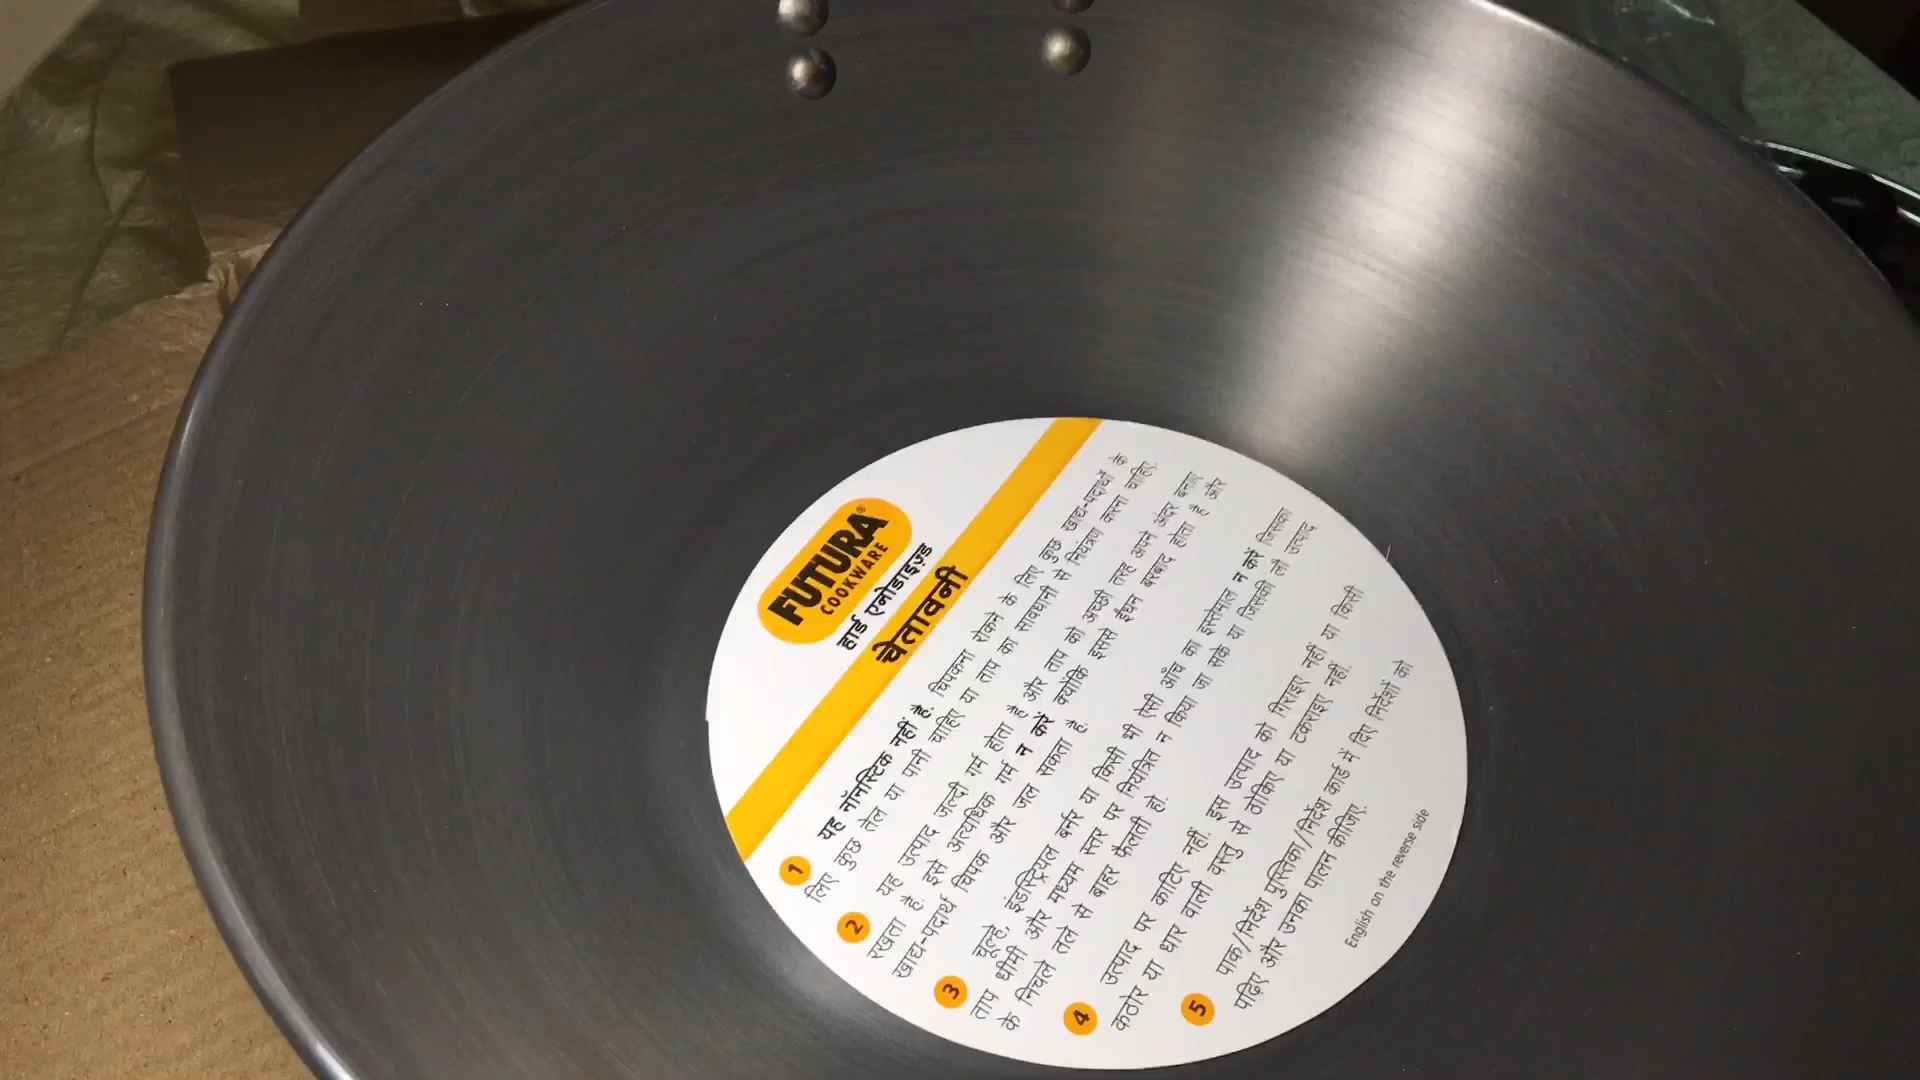 FUTURA®
COOKWARE
हार्ड एनोडाइज़्ड
चेतावनी
1 यह नॉनस्टिक नहीं है. चिपकना रोकने के लिए कुछ खाद्य-पदार्थों के
लिए कुछ तेल या पानी चाहिए या ताप का सावधानी से नियंत्रण करना चाहिए
2 यह उत्पाद जल्दी गर्म होता है और ताप को अच्छी तरह अपने अंदर बनाए
रखता है. इसे अत्यधिक गर्म न करें क्योंकि इससे ईंधन बरबाद होता है और
खाद्य-पदार्थ चिपक और जल सकता है.
3 चूल्हे, इंडस्ट्रियल बर्नर या किसी भी ऐसी आँच का इस्तेमाल न करें जिसका
ताप धीमी और मध्यम स्तर पर नियंत्रित न किया जा सके या जिसकी लौ उत्पाद
के निचले तले से बाहर फैलती हो.
4 उत्पाद पर काटिए नहीं. इस उत्पाद को गिराइए नहीं या किसी
कठोर या धार वाली वस्तु से ठोकिए या टकराइए नहीं.
5 पाक/निर्देश पुस्तिका/निर्देश कार्ड में दिए निर्देशों को
पढ़िए और उनका पालन कीजिए.
English on the reverse side